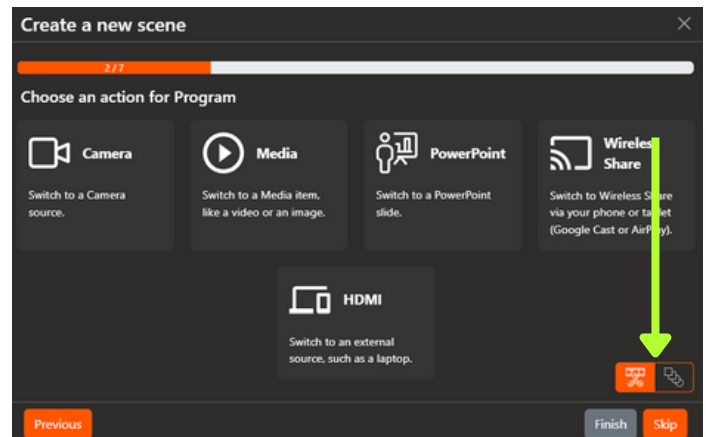 Create a new scene
2/7
Choose an action for Program
Camera
Switch to a Camera
source.
Media
Switch to a Media item,
like a video or an image.
PowerPoint
Switch to a PowerPoint
slide.
Wireless
Share
Switch to Wireless Share
via your phone or tablet
(Google Cast or AirPlay).
HDMI
Switch to an external
source, such as a laptop.
Previous
Finish
Skip